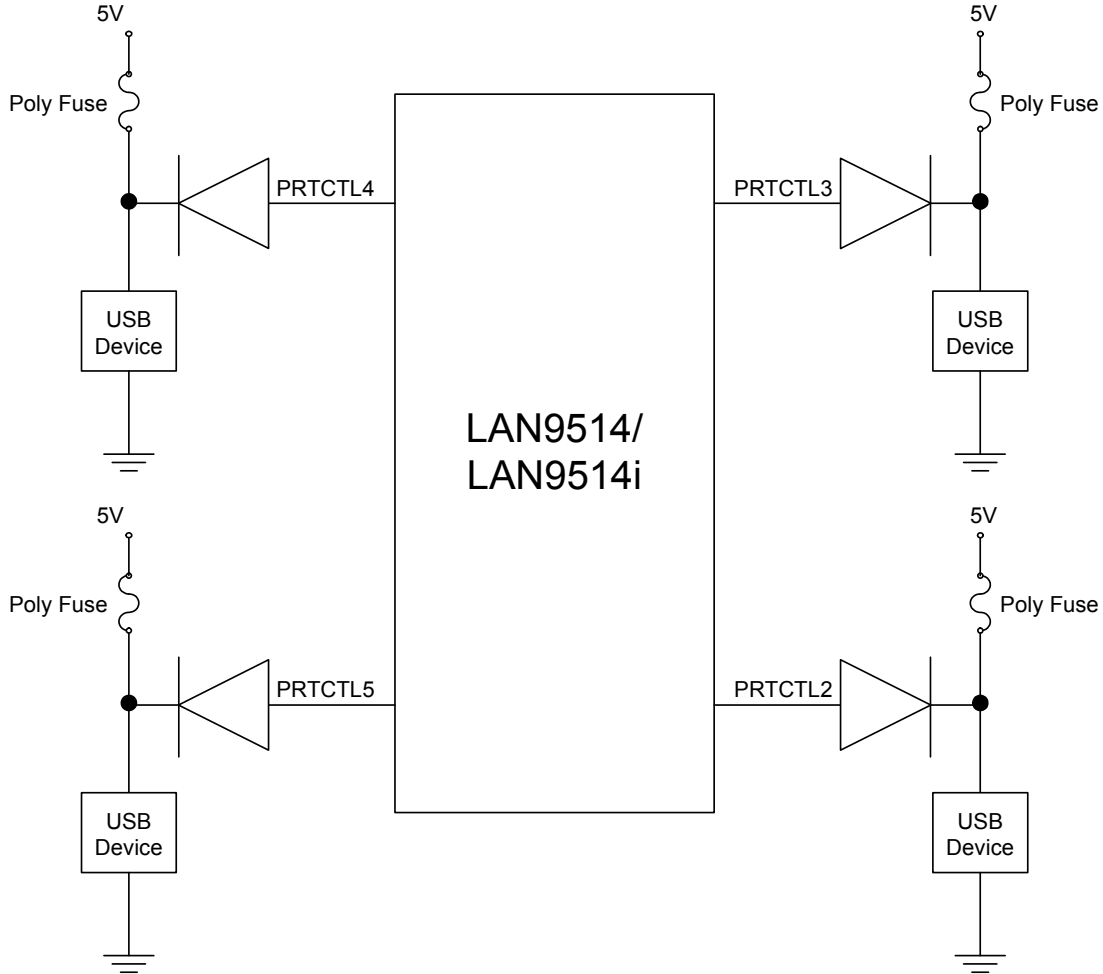 5V
5V
Poly Fuse
Poly Fuse
PRTCTL4
PRTCTL3
USB
Device
USB
Device
LAN9514/
LAN9514i
5V
5V
Poly Fuse
Poly Fuse
PRTCTL5
PRTCTL2
USB
Device
USB
Device